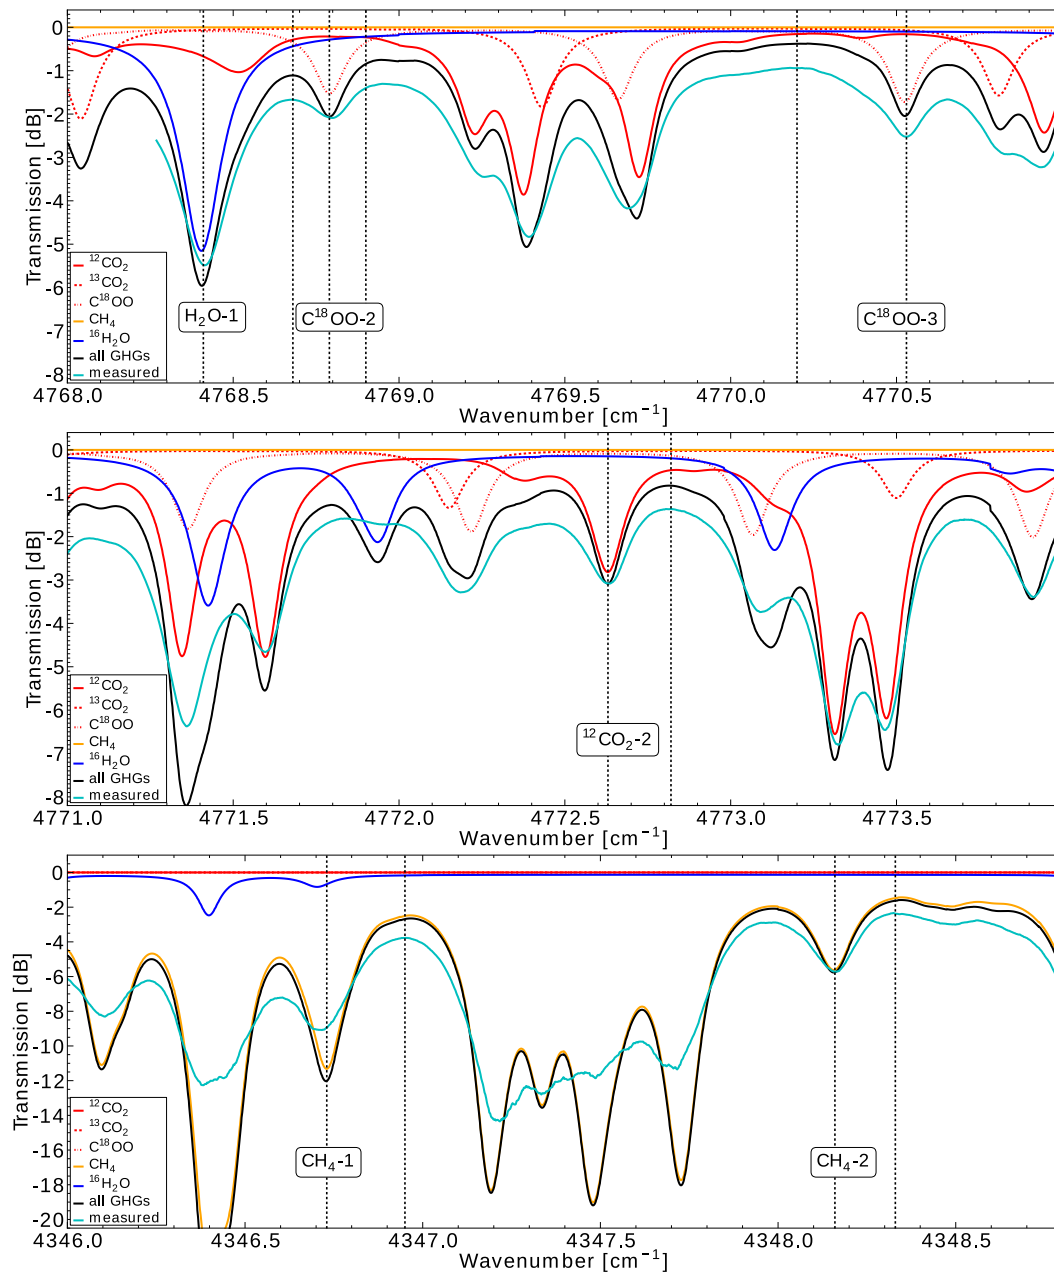 Transmission [dB]
0
-1
-2
-3
-4
-5
-6
-7
-8
¹²CO₂
¹³CO₂
C¹⁸OO
CH₄
¹⁶H₂O
all GHGs
measured
H₂O-1
C¹⁸OO-2
C¹⁸OO-3
4768.0 4768.5 4769.0 4769.5 4770.0 4770.5
Wavenumber [cm⁻¹]
Transmission [dB]
0
-1
-2
-3
-4
-5
-6
-7
-8
¹²CO₂
¹³CO₂
C¹⁸OO
CH₄
¹⁶H₂O
all GHGs
measured
¹²CO₂-2
4771.0 4771.5 4772.0 4772.5 4773.0 4773.5
Wavenumber [cm⁻¹]
Transmission [dB]
0
-2
-4
-6
-8
-10
-12
-14
-16
-18
-20
¹²CO₂
¹³CO₂
C¹⁸OO
CH₄
¹⁶H₂O
all GHGs
measured
CH₄-1
CH₄-2
4346.0 4346.5 4347.0 4347.5 4348.0 4348.5
Wavenumber [cm⁻¹]